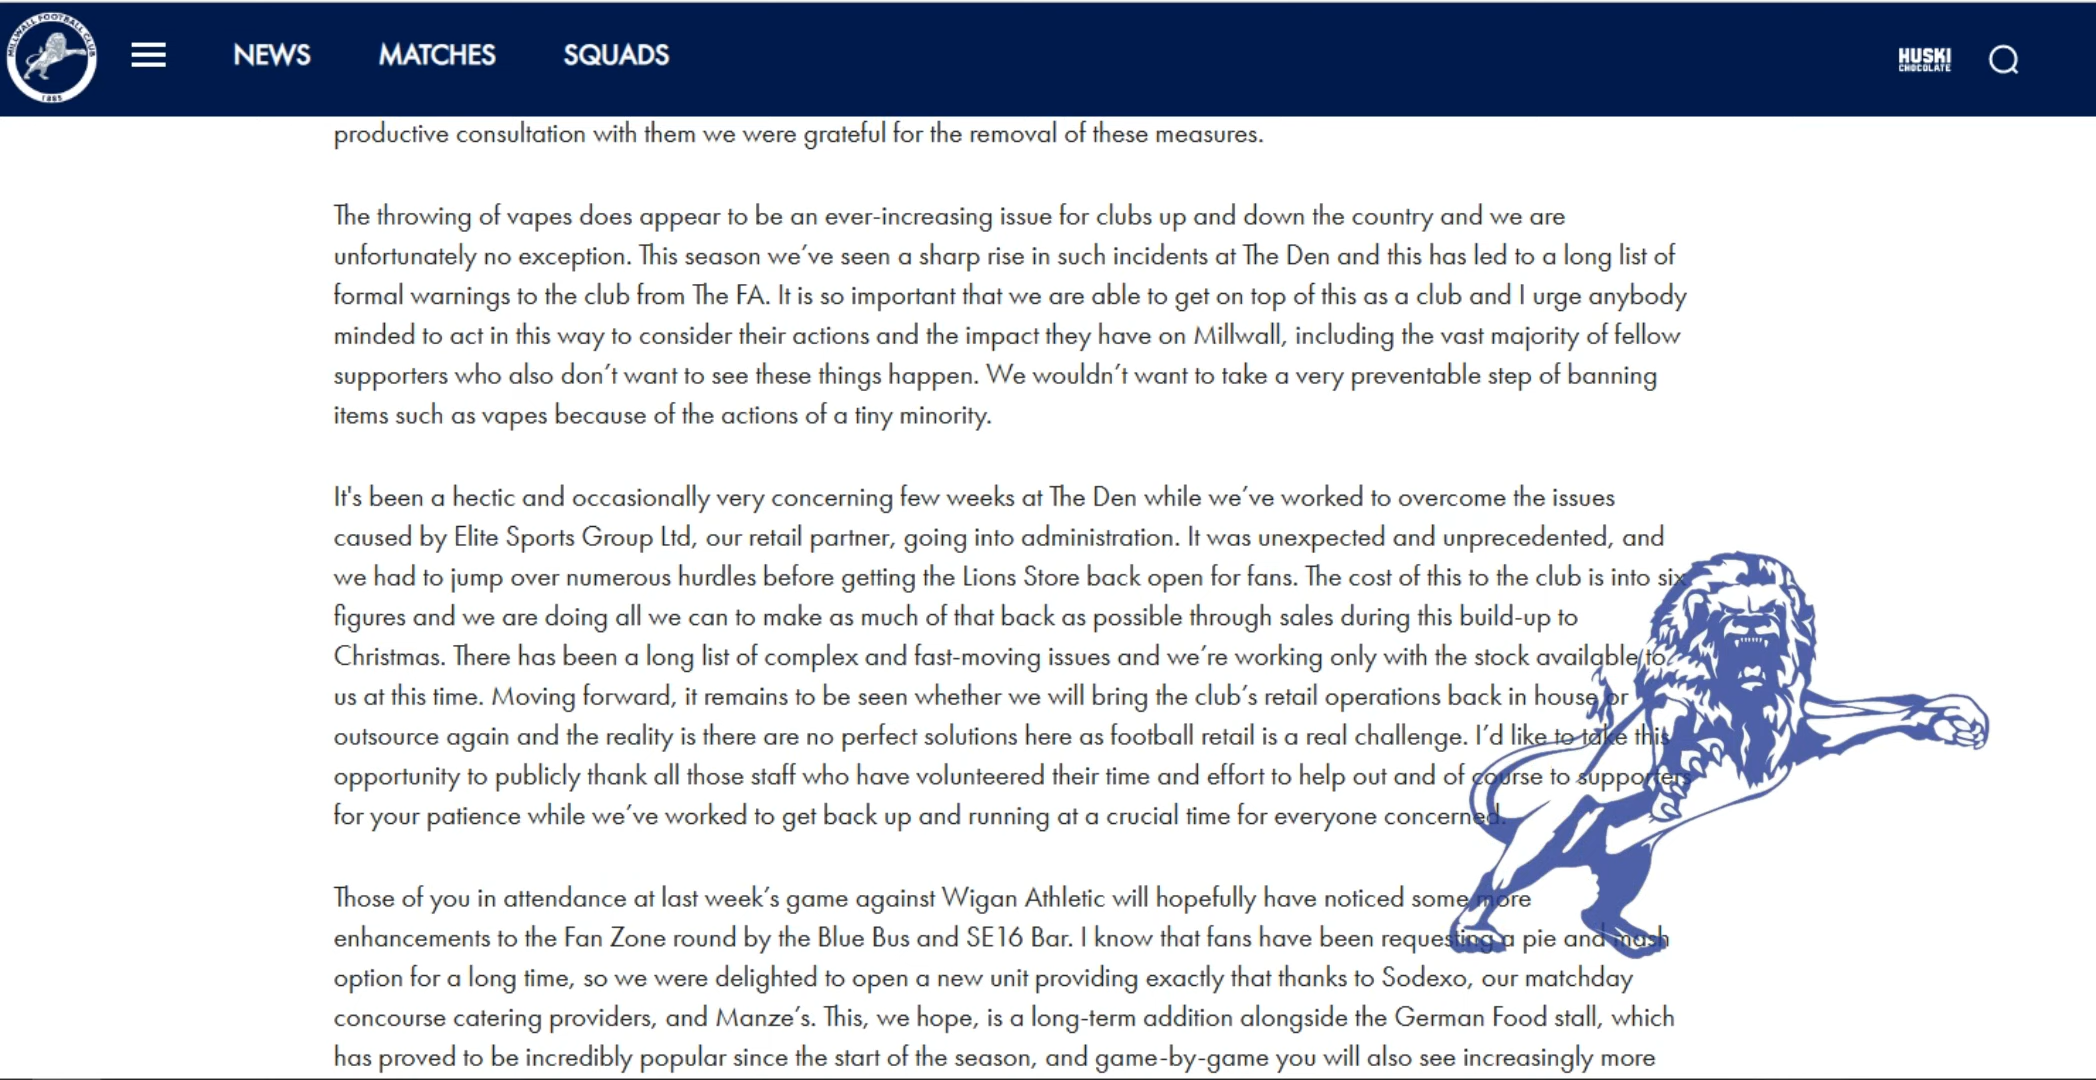 MILLWALL FOOTBALL CLUB
1885
NEWS MATCHES SQUADS
HUSKI
CHOCOLATE
productive consultation with them we were grateful for the removal of these measures.
The throwing of vapes does appear to be an ever-increasing issue for clubs up and down the country and we are
unfortunately no exception. This season we’ve seen a sharp rise in such incidents at The Den and this has led to a long list of
formal warnings to the club from The FA. It is so important that we are able to get on top of this as a club and I urge anybody
minded to act in this way to consider their actions and the impact they have on Millwall, including the vast majority of fellow
supporters who also don’t want to see these things happen. We wouldn’t want to take a very preventable step of banning
items such as vapes because of the actions of a tiny minority.
It's been a hectic and occasionally very concerning few weeks at The Den while we’ve worked to overcome the issues
caused by Elite Sports Group Ltd, our retail partner, going into administration. It was unexpected and unprecedented, and
we had to jump over numerous hurdles before getting the Lions Store back open for fans. The cost of this to the club is into six
figures and we are doing all we can to make as much of that back as possible through sales during this build-up to
Christmas. There has been a long list of complex and fast-moving issues and we’re working only with the stock available to
us at this time. Moving forward, it remains to be seen whether we will bring the club’s retail operations back in house or
outsource again and the reality is there are no perfect solutions here as football retail is a real challenge. I’d like to take this
opportunity to publicly thank all those staff who have volunteered their time and effort to help out and of course to supporters
for your patience while we’ve worked to get back up and running at a crucial time for everyone concerned.
Those of you in attendance at last week’s game against Wigan Athletic will hopefully have noticed some more
enhancements to the Fan Zone round by the Blue Bus and SE16 Bar. I know that fans have been requesting a pie and mash
option for a long time, so we were delighted to open a new unit providing exactly that thanks to Sodexo, our matchday
concourse catering providers, and Manze’s. This, we hope, is a long-term addition alongside the German Food stall, which
has proved to be incredibly popular since the start of the season, and game-by-game you will also see increasingly more